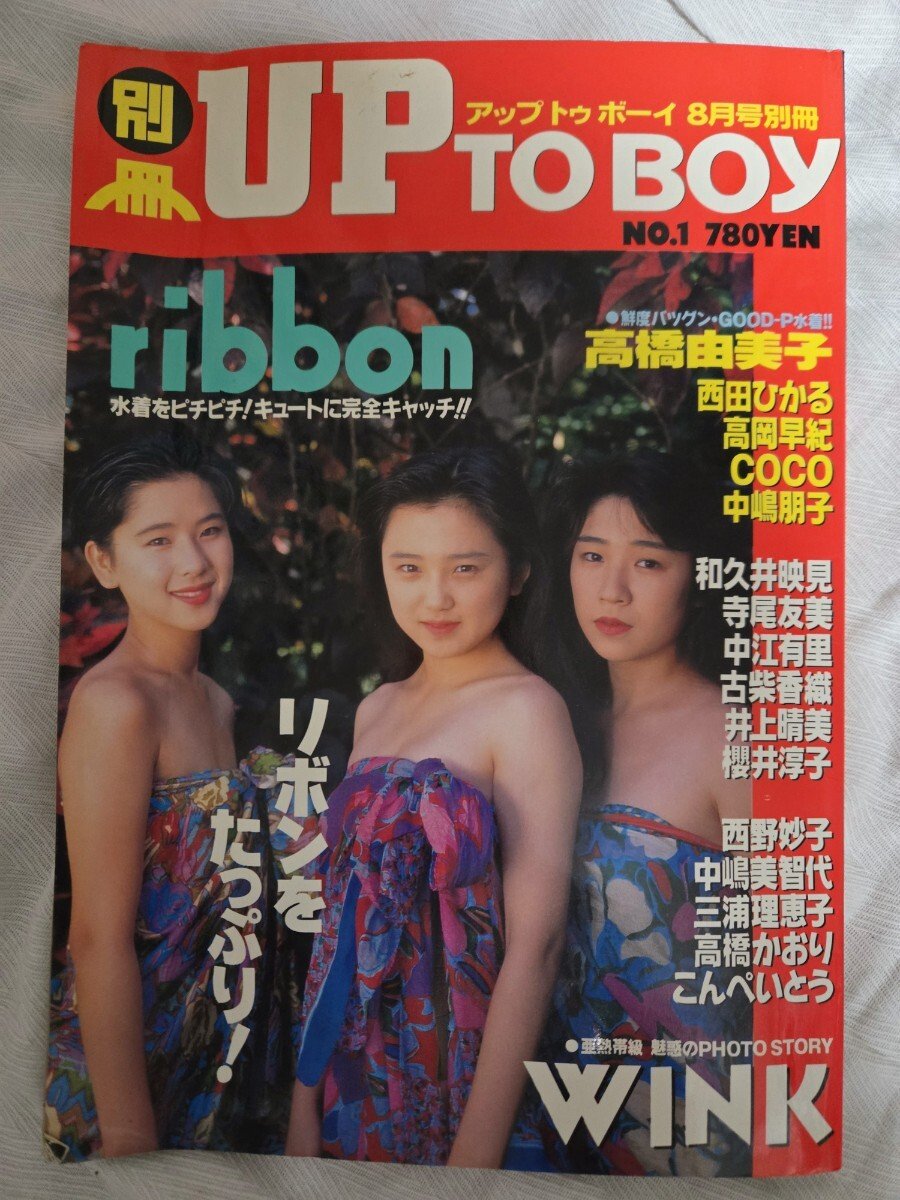 別冊
UP TO BOY
アップ トゥ ボーイ 8月号別冊
NO.1 780YEN
ribbon
水着をピチピチ!キュートに完全キャッチ!!
●鮮度バツグン・GOOD-P水着!!
高橋由美子
西田ひかる
高岡早紀
COCO
中嶋朋子
和久井映見
寺尾友美
中江有里
古柴香織
井上晴美
櫻井淳子
西野妙子
中嶋美智代
三浦理恵子
高橋かおり
こんぺいとう
リボンを
たっぷり!
●亜熱帯級 魅惑のPHOTO STORY
WINK